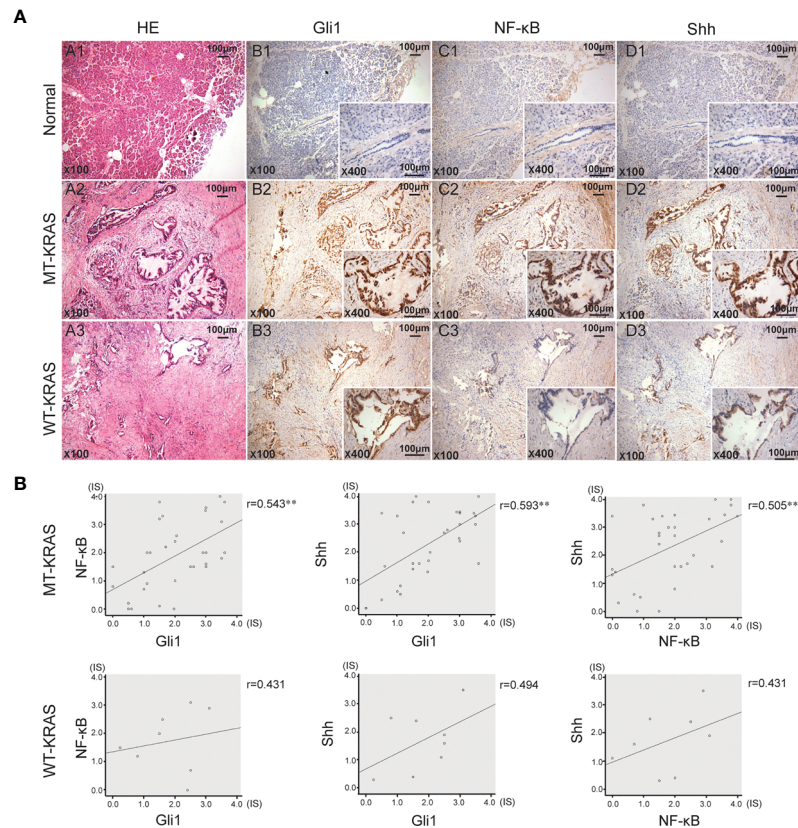 A
HE Gli1 NF-κB Shh
Normal
A1 100μm B1 100μm C1 100μm D1 100μm
x100 x100 x400 100μm x100 x400 100μm x100 x400 100μm
MT-KRAS
A2 100μm B2 100μm C2 100μm D2 100μm
x100 x100 x400 100μm x100 x400 100μm x100 x400 100μm
WT-KRAS
A3 100μm B3 100μm C3 100μm D3 100μm
x100 x100 x400 100μm x100 x400 100μm x100 x400 100μm
B
MT-KRAS
(IS)
4.0
3.0
2.0
1.0
0.0
NF-κB
r=0.543**
0.0 1.0 2.0 3.0 4.0 (IS)
Gli1
(IS)
4.0
3.0
2.0
1.0
0.0
Shh
r=0.593**
0.0 1.0 2.0 3.0 4.0 (IS)
Gli1
(IS)
4.0
3.0
2.0
1.0
0.0
Shh
r=0.505**
0.0 1.0 2.0 3.0 4.0 (IS)
NF-κB
WT-KRAS
(IS)
4.0
3.0
2.0
1.0
0.0
NF-κB
r=0.431
0.0 1.0 2.0 3.0 4.0 (IS)
Gli1
(IS)
4.0
3.0
2.0
1.0
0.0
Shh
r=0.494
0.0 1.0 2.0 3.0 4.0 (IS)
Gli1
(IS)
4.0
3.0
2.0
1.0
0.0
Shh
r=0.431
0.0 1.0 2.0 3.0 4.0 (IS)
NF-κB